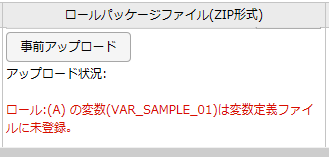 ロールパッケージファイル(ZIP形式)
事前アップロード
アップロード状況:
ロール:(A) の変数(VAR_SAMPLE_01)は変数定義ファイ
ルに未登録。